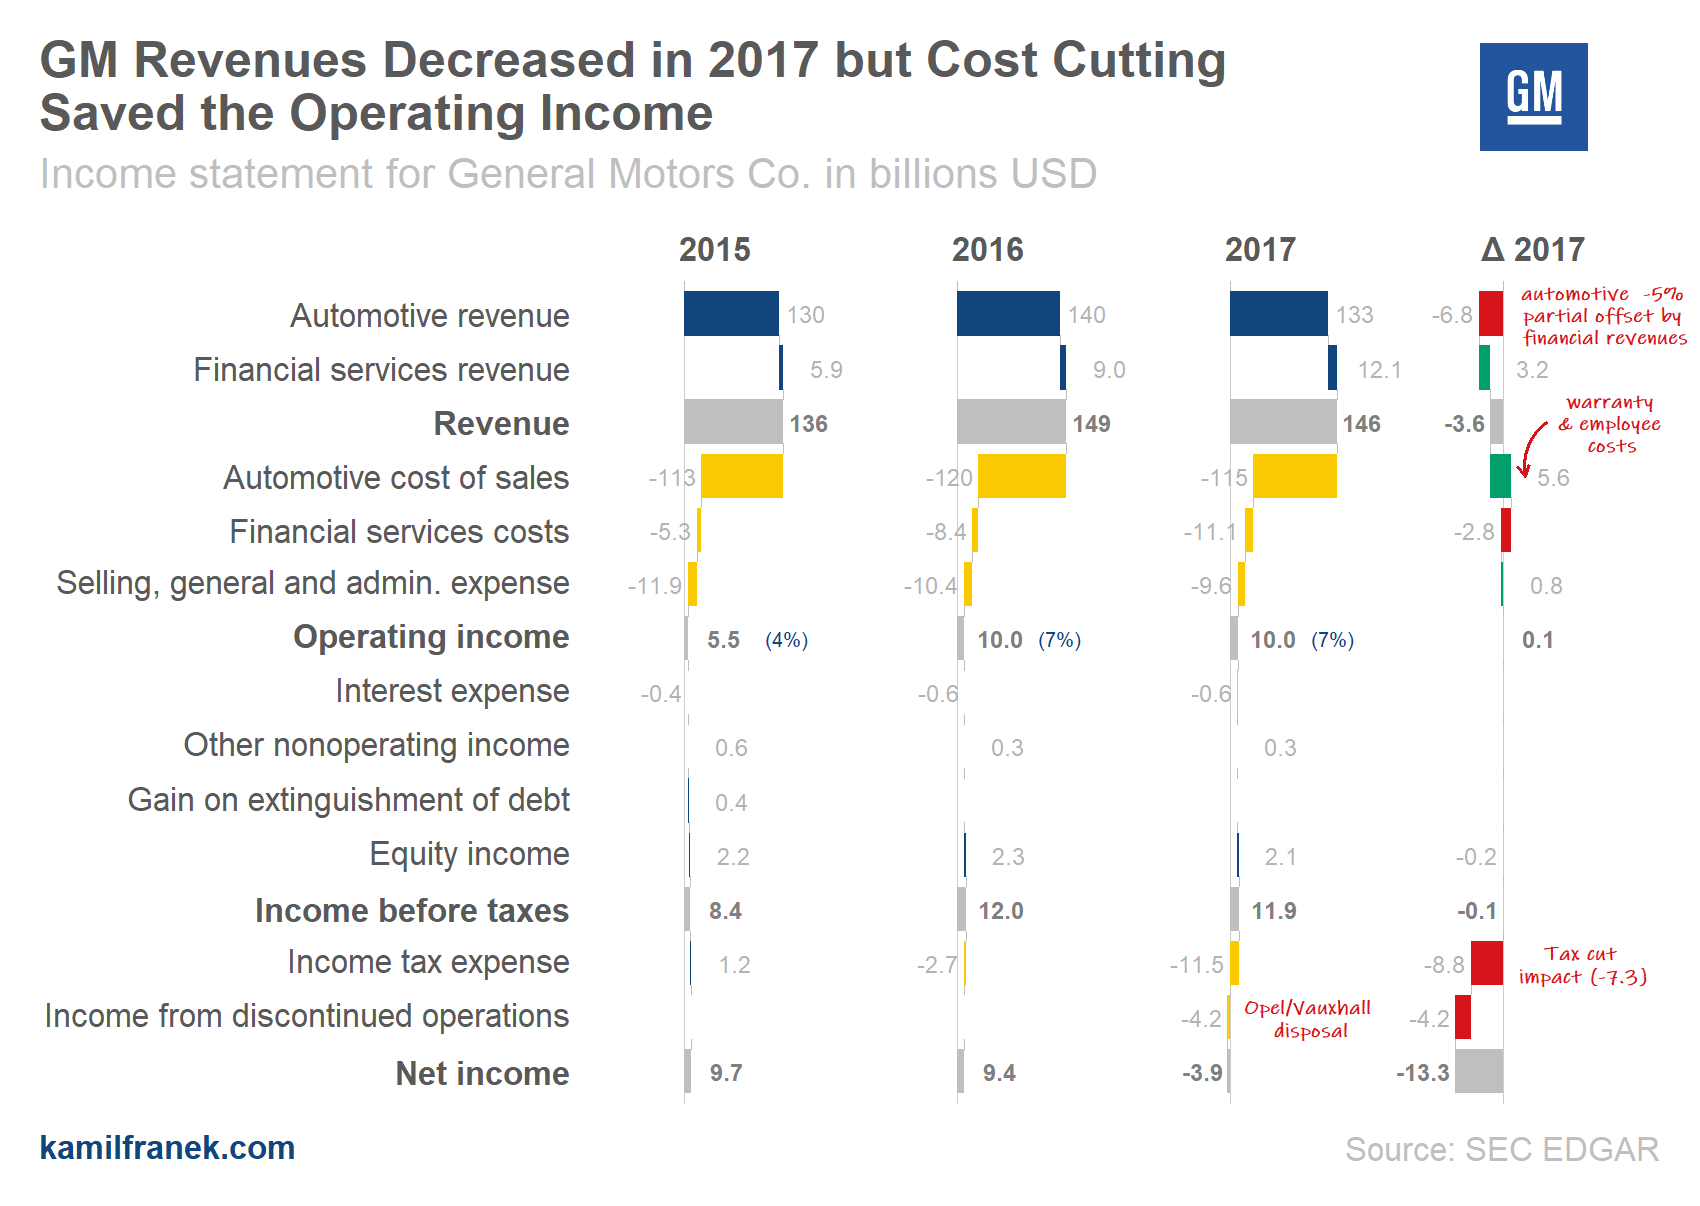 GM Revenues Decreased in 2017 but Cost Cutting
Saved the Operating Income
Income statement for General Motors Co. in billions USD
GM
2015 2016 2017 Δ 2017
Automotive revenue 130 140 133 -6.8
automotive -5%
partial offset by
financial revenues
Financial services revenue 5.9 9.0 12.1 3.2
Revenue 136 149 146 -3.6
warranty
& employee
costs
Automotive cost of sales -113 -120 -115 5.6
Financial services costs -5.3 -8.4 -11.1 -2.8
Selling, general and admin. expense -11.9 -10.4 -9.6 0.8
Operating income 5.5 (4%) 10.0 (7%) 10.0 (7%) 0.1
Interest expense -0.4 -0.6 -0.6
Other nonoperating income 0.6 0.3 0.3
Gain on extinguishment of debt 0.4
Equity income 2.2 2.3 2.1 -0.2
Income before taxes 8.4 12.0 11.9 -0.1
Income tax expense 1.2 -2.7 -11.5 -8.8
Tax cut
impact (-7.3)
Income from discontinued operations -4.2 -4.2
Opel/Vauxhall
disposal
Net income 9.7 9.4 -3.9 -13.3
kamilfranek.com
Source: SEC EDGAR